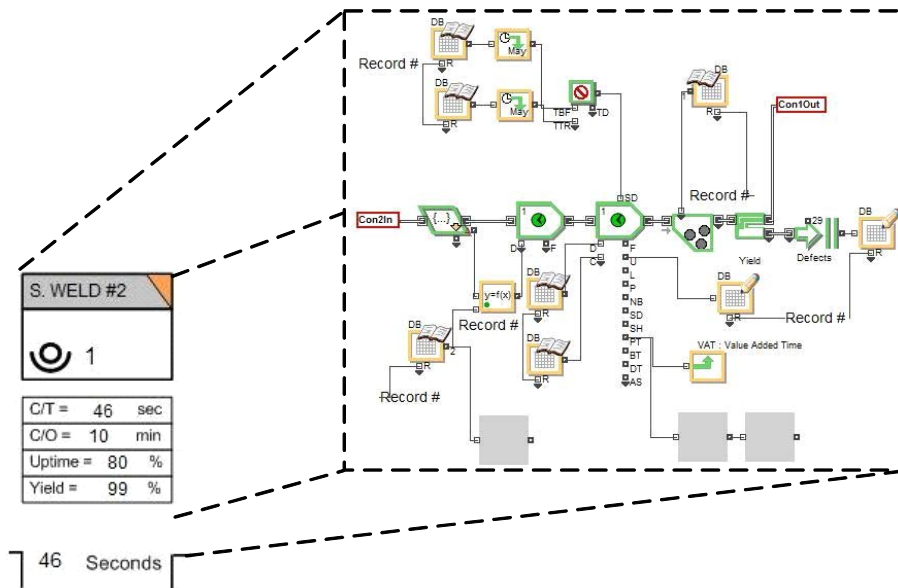 DB
May
R
Record #
DB
May
R
TBF
TD
TTR
DB
1
R
Con1Out
Record #
Con2In
{...}
1
D
F
1
SD
D
C
F
U
L
P
NB
SD
SH
PT
BT
DT
AS
Yield
29
Defects
DB
R
y=f(x)
Record #
DB
R
DB
R
DB
R
Record #
DB
2
R
Record #
VAT : Value Added Time
S. WELD #2
1
C/T = 46 sec
C/O = 10 min
Uptime = 80 %
Yield = 99 %
46 Seconds